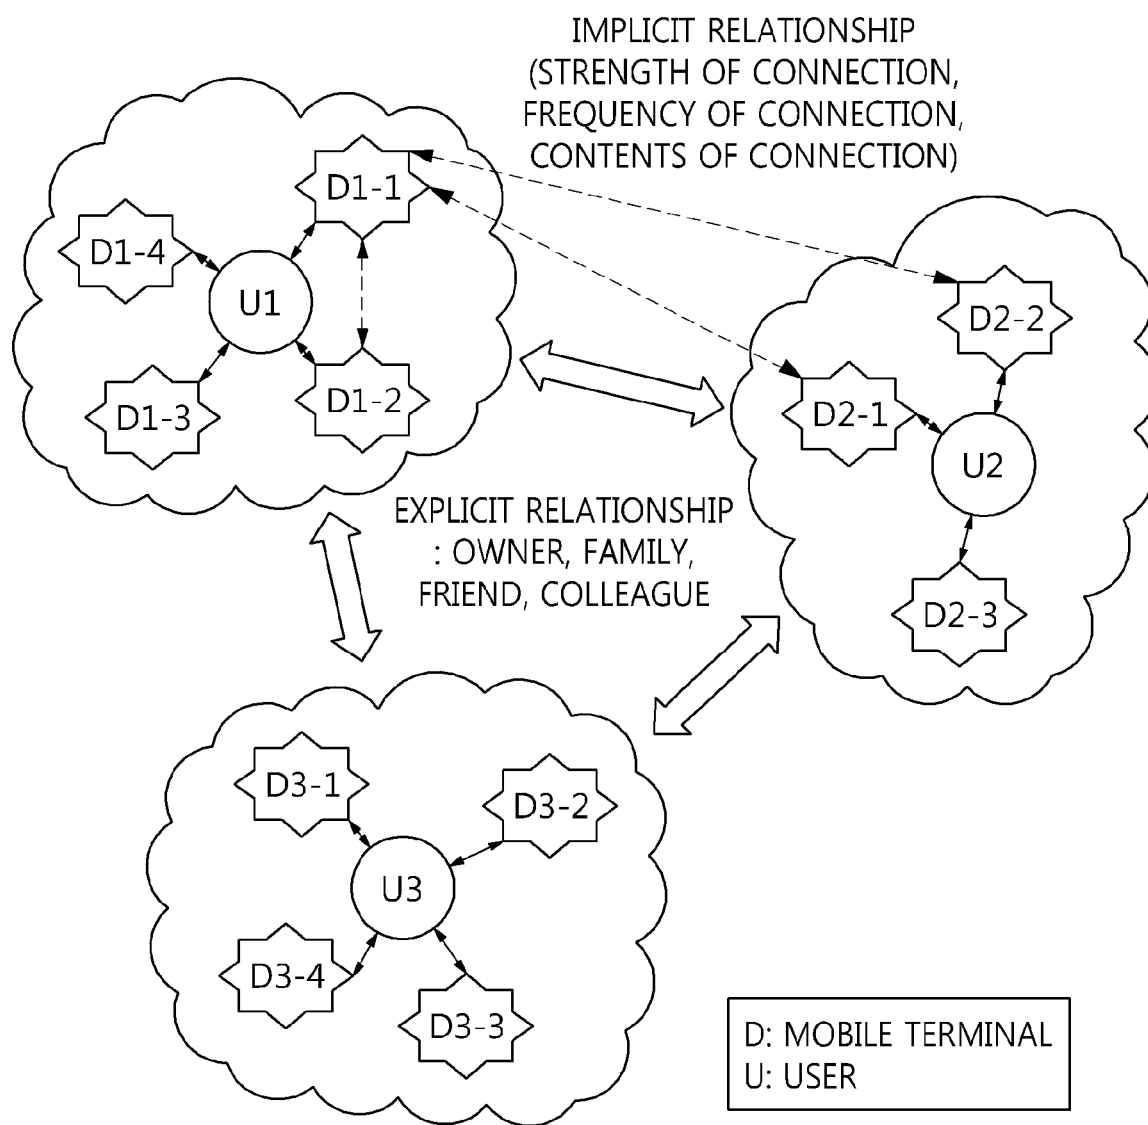 IMPLICIT RELATIONSHIP
(STRENGTH OF CONNECTION,
FREQUENCY OF CONNECTION,
CONTENTS OF CONNECTION)
D1-1
D1-4
U1
D1-3
D1-2
D2-2
D2-1
U2
D2-3
EXPLICIT RELATIONSHIP
: OWNER, FAMILY,
FRIEND, COLLEAGUE
D3-1
D3-2
U3
D3-4
D3-3
D: MOBILE TERMINAL
U: USER